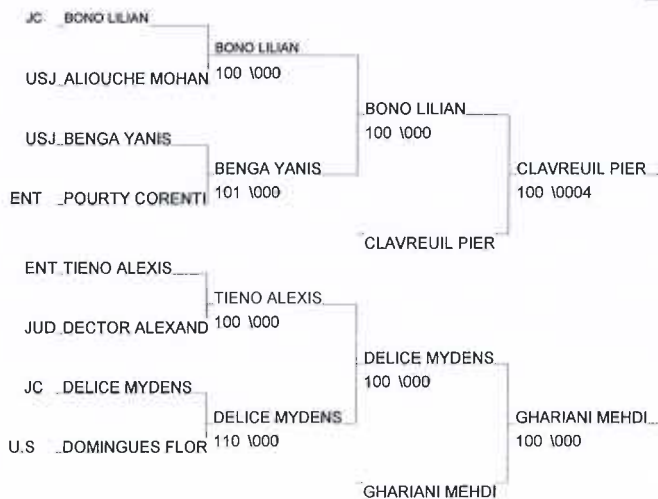 JC BONO LILIAN
BONO LILIAN
100 \000
USJ ALIOUCHE MOHAN
BONO LILIAN
100 \000
USJ BENGA YANIS
BENGA YANIS
101 \000
ENT POURTY CORENTI
CLAVREUIL PIER
100 \0004
CLAVREUIL PIER
ENT TIENO ALEXIS
TIENO ALEXIS
100 \000
JUD DECTOR ALEXAND
DELICE MYDENS
100 \000
JC DELICE MYDENS
DELICE MYDENS
110 \000
U.S DOMINGUES FLOR
GHARIANI MEHDI
100 \000
GHARIANI MEHDI